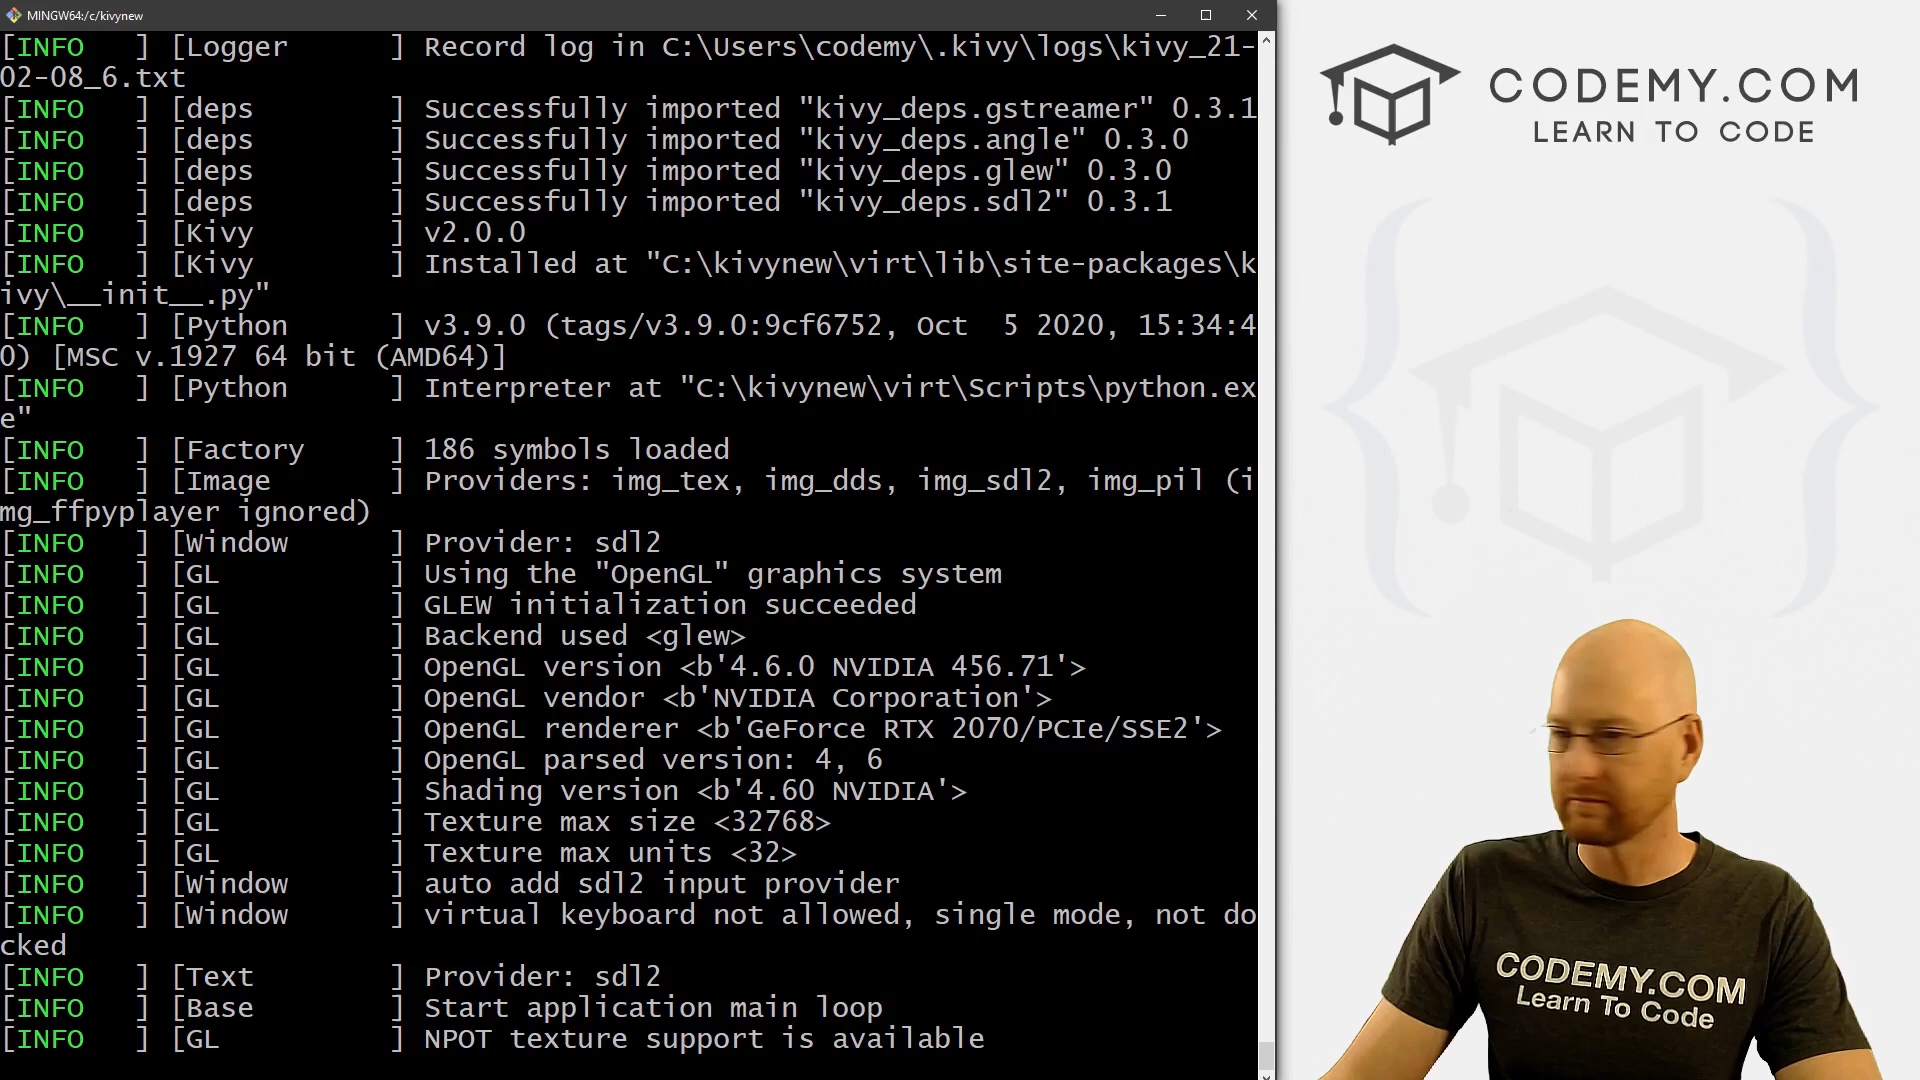 MINGW64:/c/kivynew
[INFO   ] [Logger      ] Record log in C:\Users\codemy\.kivy\logs\kivy_21-
02-08_6.txt
[INFO   ] [deps        ] Successfully imported "kivy_deps.gstreamer" 0.3.1
[INFO   ] [deps        ] Successfully imported "kivy_deps.angle" 0.3.0
[INFO   ] [deps        ] Successfully imported "kivy_deps.glew" 0.3.0
[INFO   ] [deps        ] Successfully imported "kivy_deps.sdl2" 0.3.1
[INFO   ] [Kivy        ] v2.0.0
[INFO   ] [Kivy        ] Installed at "C:\kivynew\virt\lib\site-packages\k
ivy\__init__.py"
[INFO   ] [Python      ] v3.9.0 (tags/v3.9.0:9cf6752, Oct  5 2020, 15:34:4
0) [MSC v.1927 64 bit (AMD64)]
[INFO   ] [Python      ] Interpreter at "C:\kivynew\virt\Scripts\python.ex
e"
[INFO   ] [Factory     ] 186 symbols loaded
[INFO   ] [Image       ] Providers: img_tex, img_dds, img_sdl2, img_pil (i
mg_ffpyplayer ignored)
[INFO   ] [Window      ] Provider: sdl2
[INFO   ] [GL          ] Using the "OpenGL" graphics system
[INFO   ] [GL          ] GLEW initialization succeeded
[INFO   ] [GL          ] Backend used <glew>
[INFO   ] [GL          ] OpenGL version <b'4.6.0 NVIDIA 456.71'>
[INFO   ] [GL          ] OpenGL vendor <b'NVIDIA Corporation'>
[INFO   ] [GL          ] OpenGL renderer <b'GeForce RTX 2070/PCIe/SSE2'>
[INFO   ] [GL          ] OpenGL parsed version: 4, 6
[INFO   ] [GL          ] Shading version <b'4.60 NVIDIA'>
[INFO   ] [GL          ] Texture max size <32768>
[INFO   ] [GL          ] Texture max units <32>
[INFO   ] [Window      ] auto add sdl2 input provider
[INFO   ] [Window      ] virtual keyboard not allowed, single mode, not do
cked
[INFO   ] [Text        ] Provider: sdl2
[INFO   ] [Base        ] Start application main loop
[INFO   ] [GL          ] NPOT texture support is available
CODEMY.COM
LEARN TO CODE
CODEMY.COM
Learn To Code